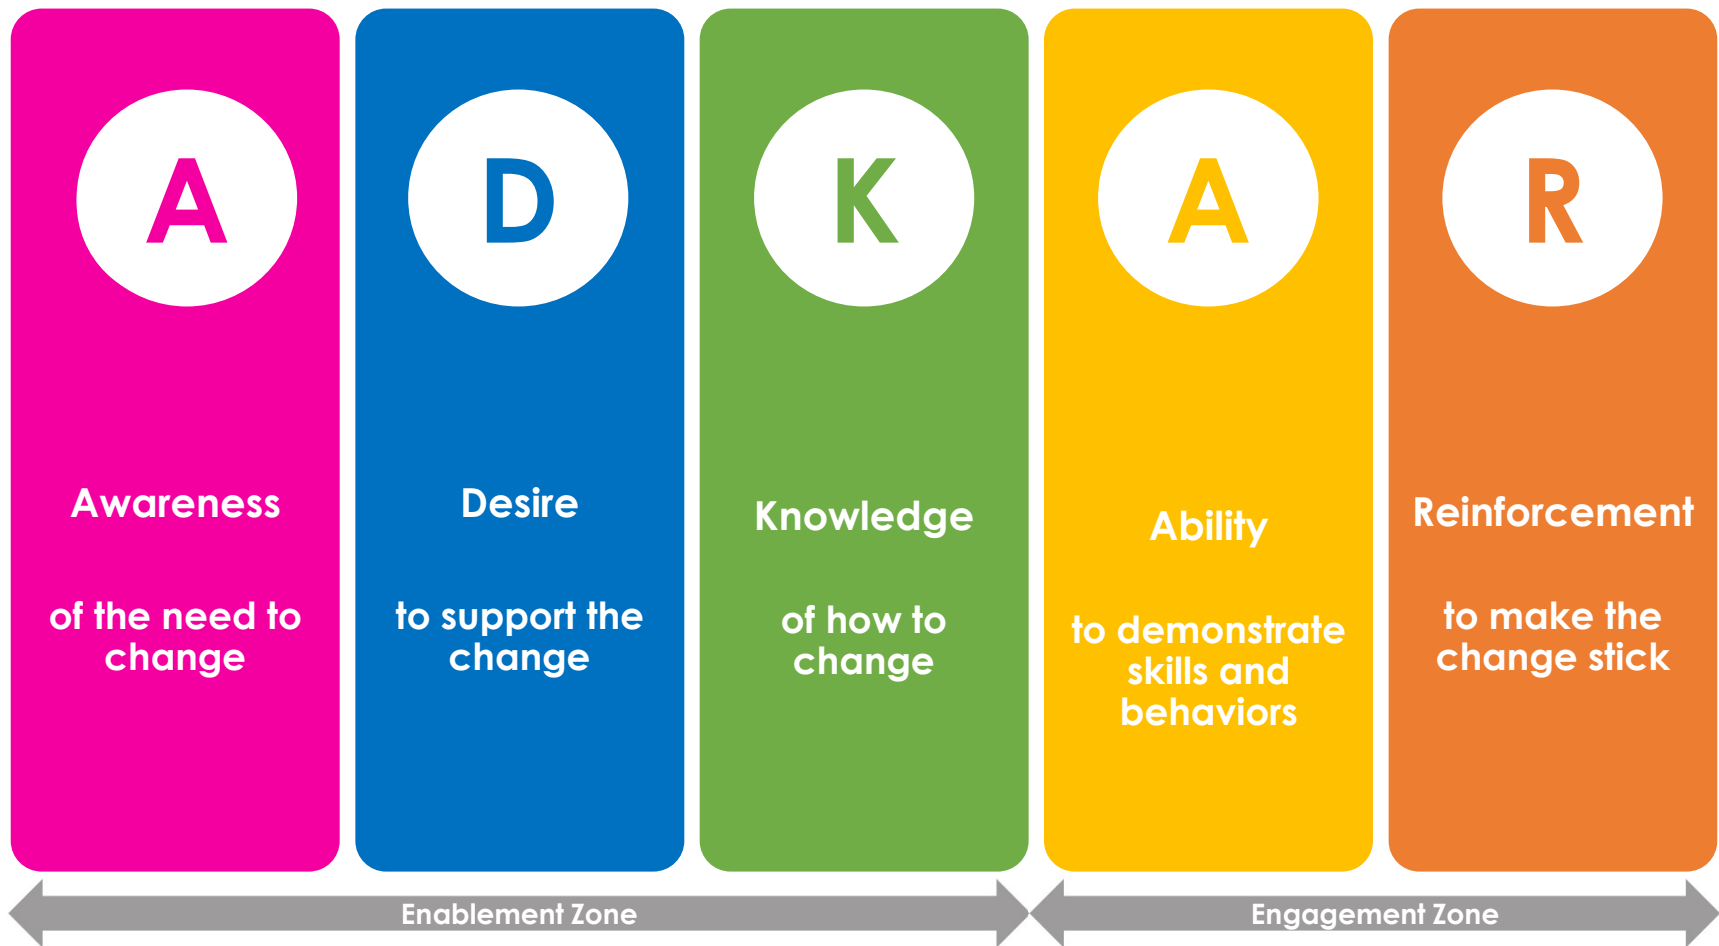 A
Awareness
of the need to
change
D
Desire
to support the
change
K
Knowledge
of how to
change
A
Ability
to demonstrate
skills and
behaviors
R
Reinforcement
to make the
change stick
Enablement Zone
Engagement Zone